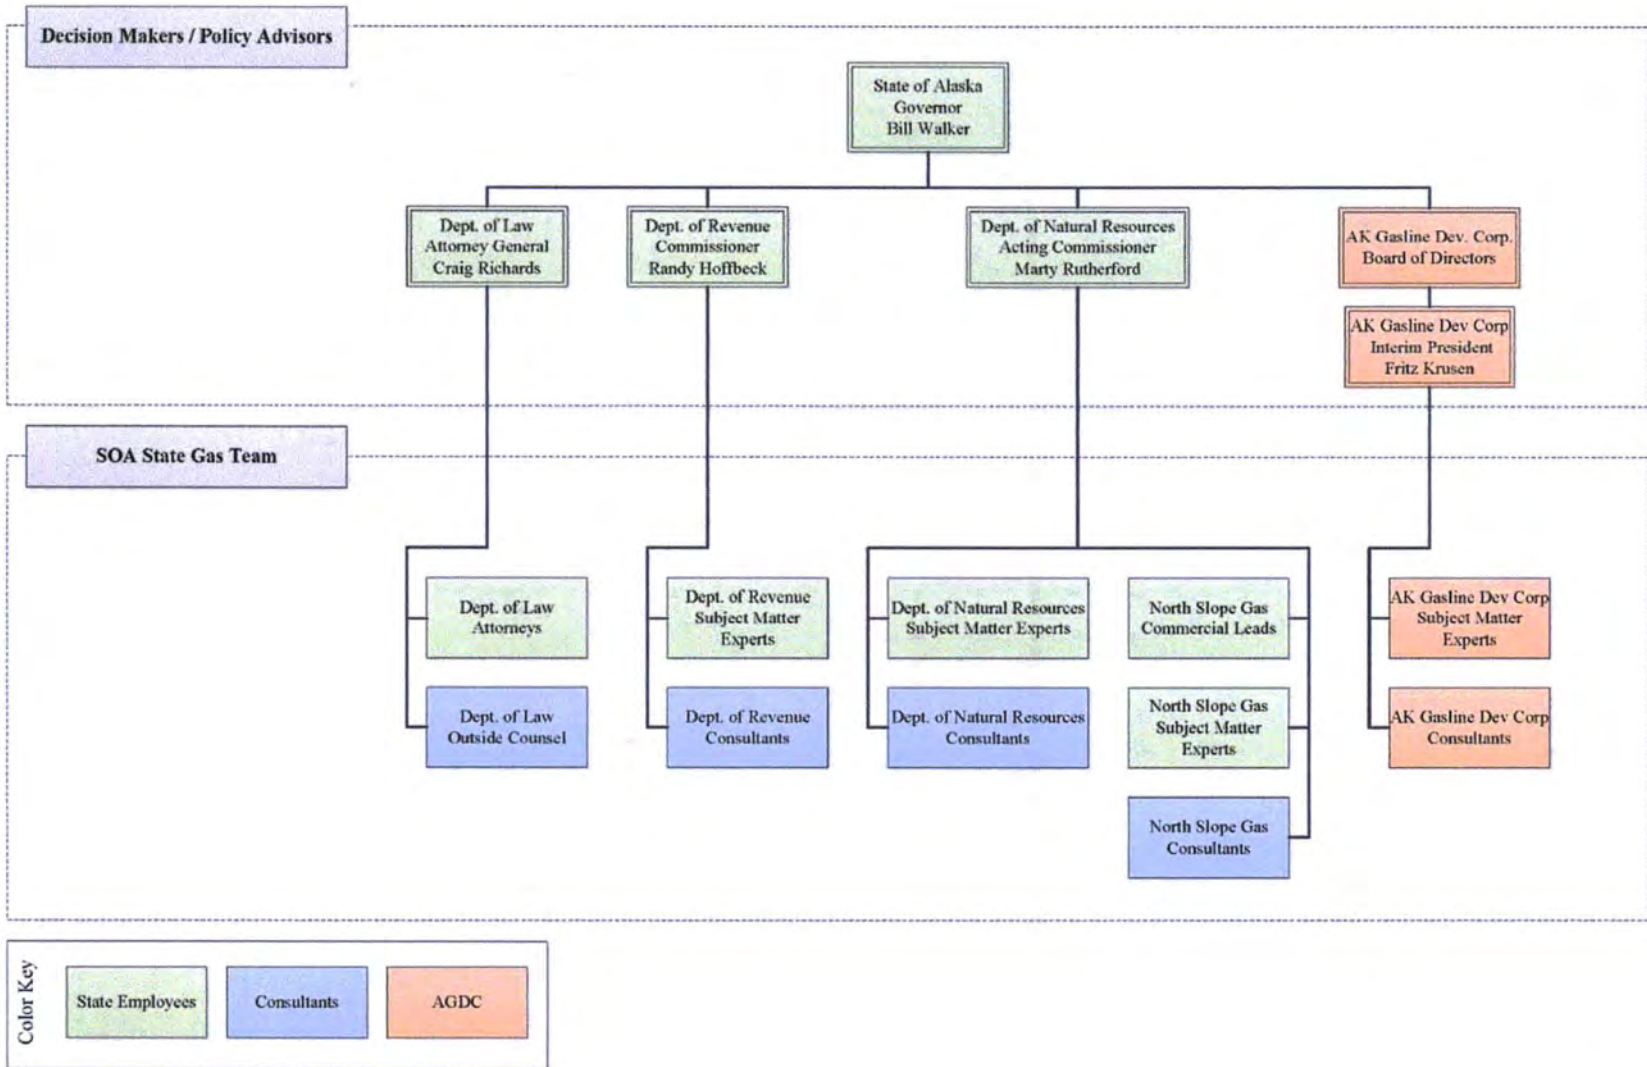 Decision Makers / Policy Advisors
State of Alaska
Governor
Bill Walker
Dept. of Law
Attorney General
Craig Richards
Dept. of Revenue
Commissioner
Randy Hoffbeck
Dept. of Natural Resources
Acting Commissioner
Marty Rutherford
AK Gasline Dev. Corp.
Board of Directors
AK Gasline Dev Corp
Interim President
Fritz Krusen
SOA State Gas Team
Dept. of Law
Attorneys
Dept. of Law
Outside Counsel
Dept. of Revenue
Subject Matter
Experts
Dept. of Revenue
Consultants
Dept. of Natural Resources
Subject Matter Experts
Dept. of Natural Resources
Consultants
North Slope Gas
Commercial Leads
North Slope Gas
Subject Matter
Experts
North Slope Gas
Consultants
AK Gasline Dev Corp
Subject Matter
Experts
AK Gasline Dev Corp
Consultants
Color Key
State Employees
Consultants
AGDC